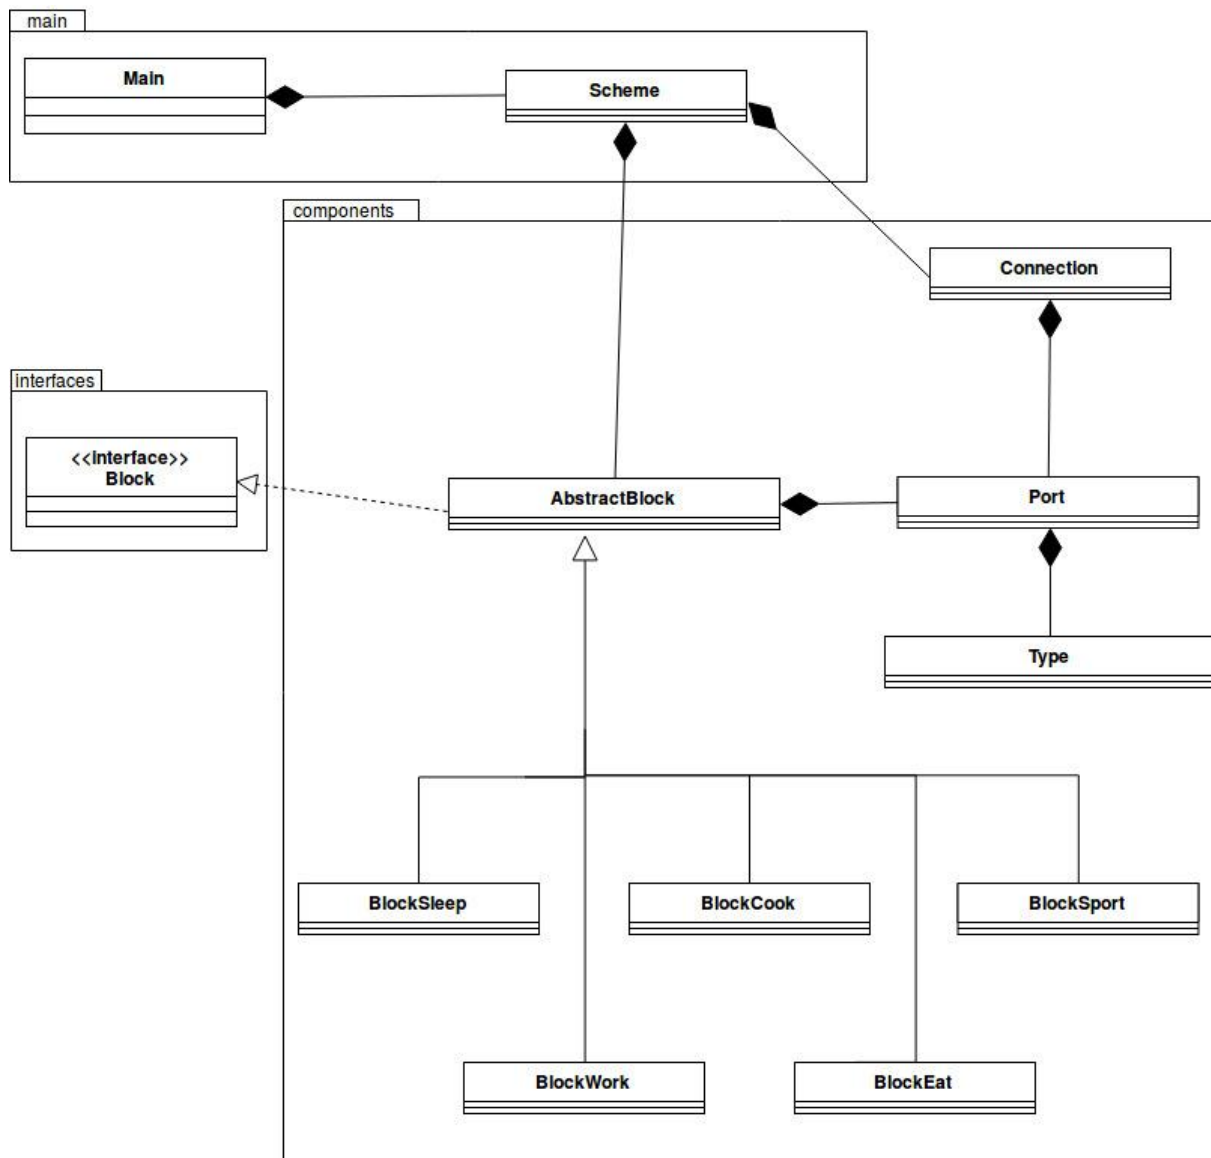 main
Main
Scheme
components
Connection
interfaces
<<interface>>
Block
AbstractBlock
Port
Type
BlockSleep
BlockCook
BlockSport
BlockWork
BlockEat